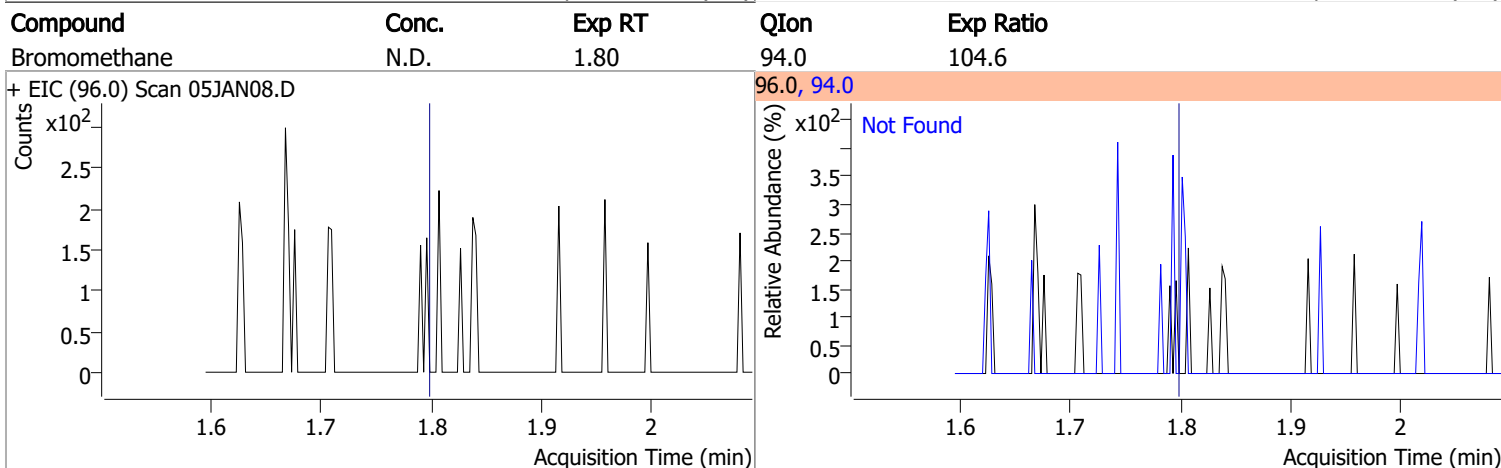 Compound Conc. Exp RT QIon Exp Ratio
Bromomethane N.D. 1.80 94.0 104.6
+ EIC (96.0) Scan 05JAN08.D
Counts
x10²
2.5
2
1.5
1
0.5
0
1.6 1.7 1.8 1.9 2
Acquisition Time (min)
96.0, 94.0
Relative Abundance (%)
x10²
Not Found
3.5
3
2.5
2
1.5
1
0.5
0
1.6 1.7 1.8 1.9 2
Acquisition Time (min)